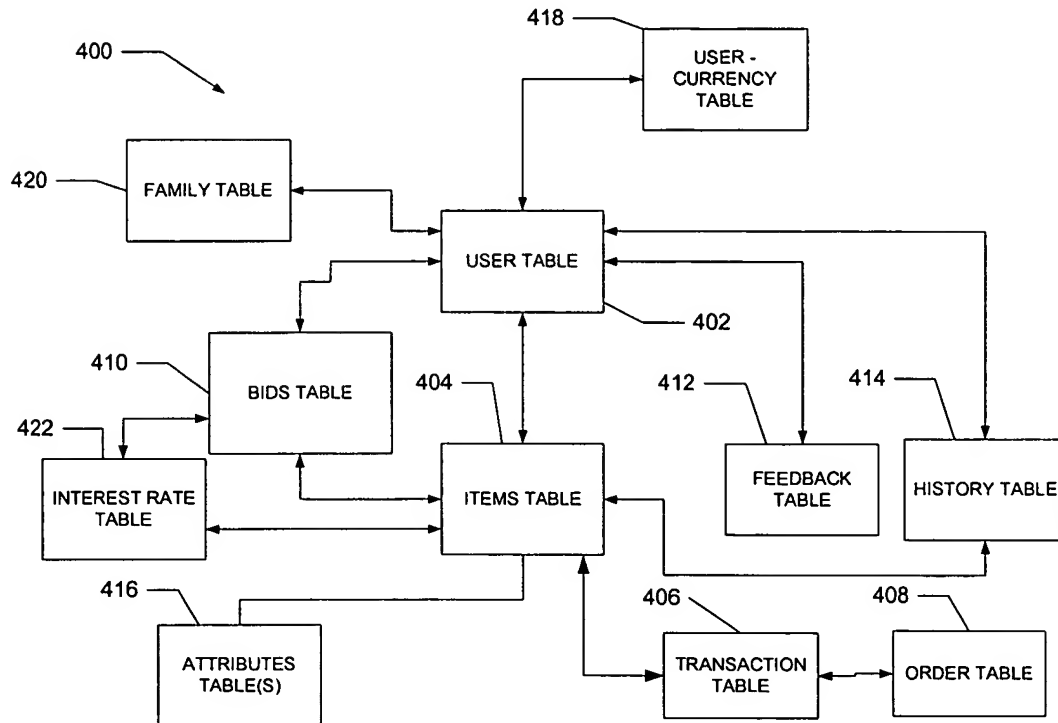 418
400
USER -
CURRENCY
TABLE
420
FAMILY TABLE
USER TABLE
402
410
BIDS TABLE
404
412
414
422
INTEREST RATE
TABLE
ITEMS TABLE
FEEDBACK
TABLE
HISTORY TABLE
416
406
408
ATTRIBUTES
TABLE(S)
TRANSACTION
TABLE
ORDER TABLE